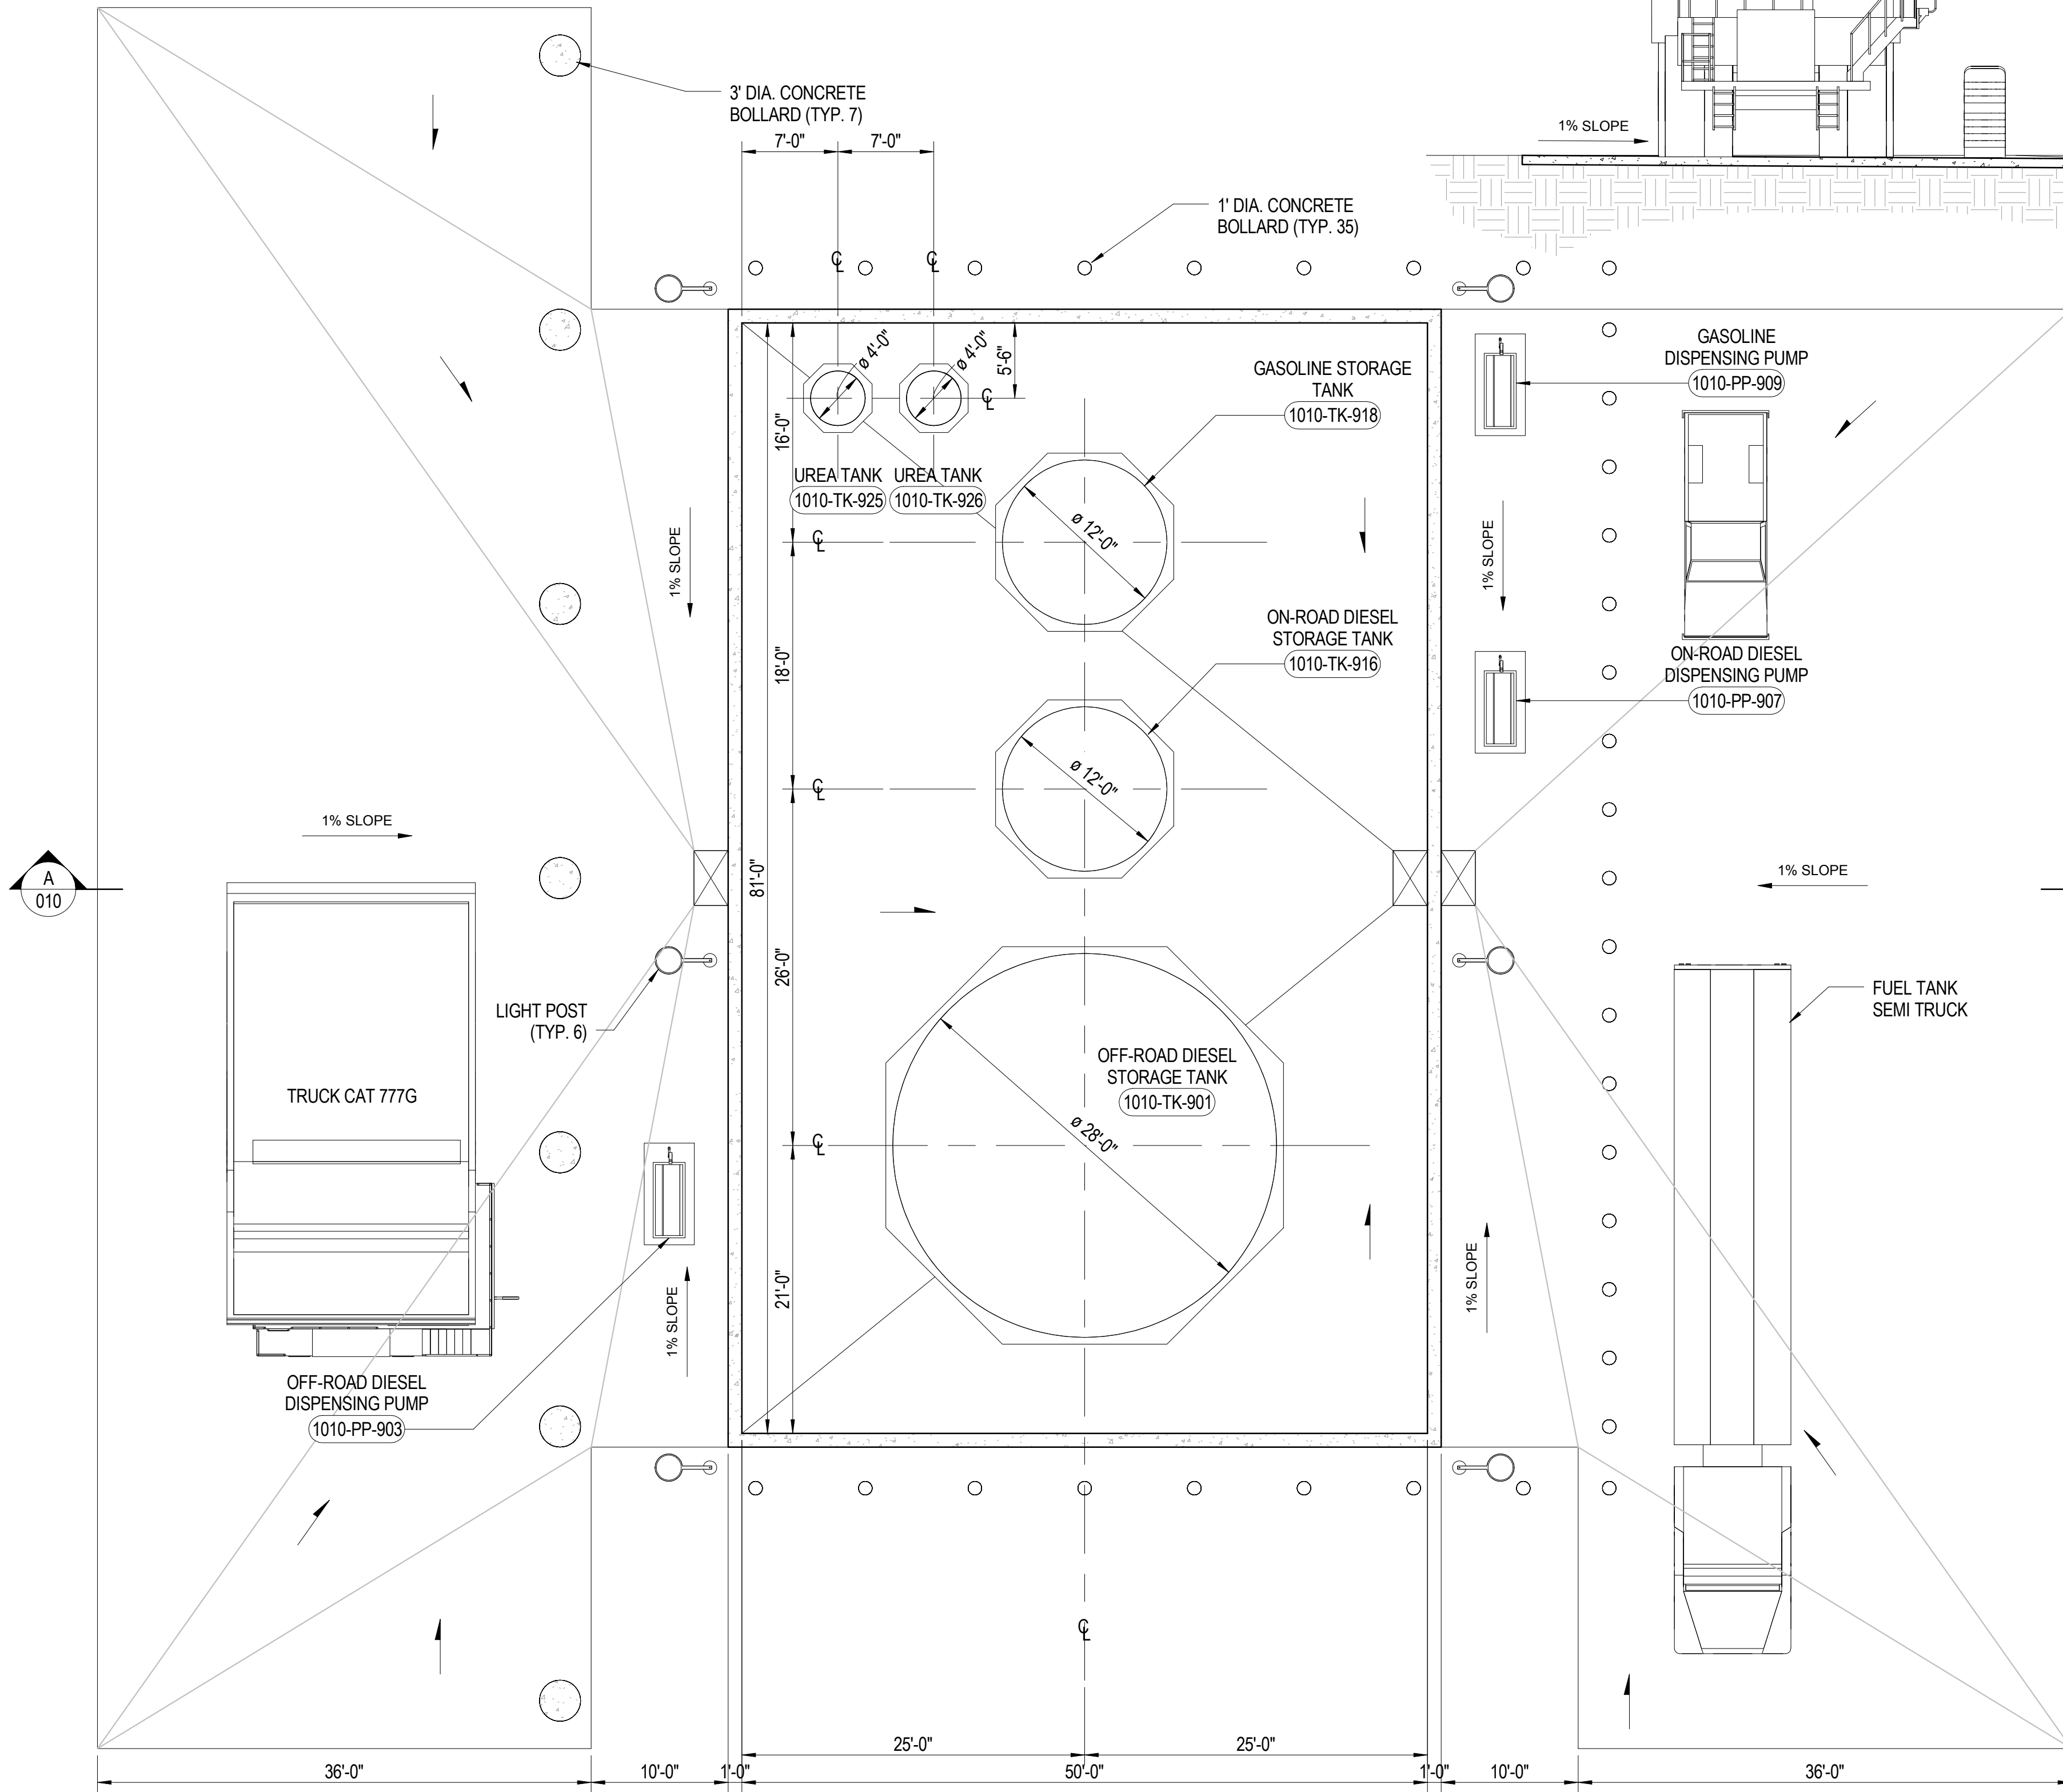 3' DIA. CONCRETE
BOLLARD (TYP. 7)
1% SLOPE
7'-0"
7'-0"
1' DIA. CONCRETE
BOLLARD (TYP. 35)
℄
℄
GASOLINE
DISPENSING PUMP
1010-PP-909
ø 4'-0"
ø 4'-0"
5'-6"
℄
GASOLINE STORAGE
TANK
1010-TK-918
16'-0"
UREA TANK
1010-TK-925
UREA TANK
1010-TK-926
℄
ø 12'-0"
1% SLOPE
1% SLOPE
18'-0"
ON-ROAD DIESEL
STORAGE TANK
1010-TK-916
ON-ROAD DIESEL
DISPENSING PUMP
1010-PP-907
℄
ø 12'-0"
1% SLOPE
A
010
81'-0"
1% SLOPE
26'-0"
LIGHT POST
(TYP. 6)
FUEL TANK
SEMI TRUCK
TRUCK CAT 777G
OFF-ROAD DIESEL
STORAGE TANK
1010-TK-901
℄
ø 28'-0"
21'-0"
1% SLOPE
1% SLOPE
OFF-ROAD DIESEL
DISPENSING PUMP
1010-PP-903
℄
25'-0"
25'-0"
36'-0"
10'-0"
1'-0"
50'-0"
1'-0"
10'-0"
36'-0"